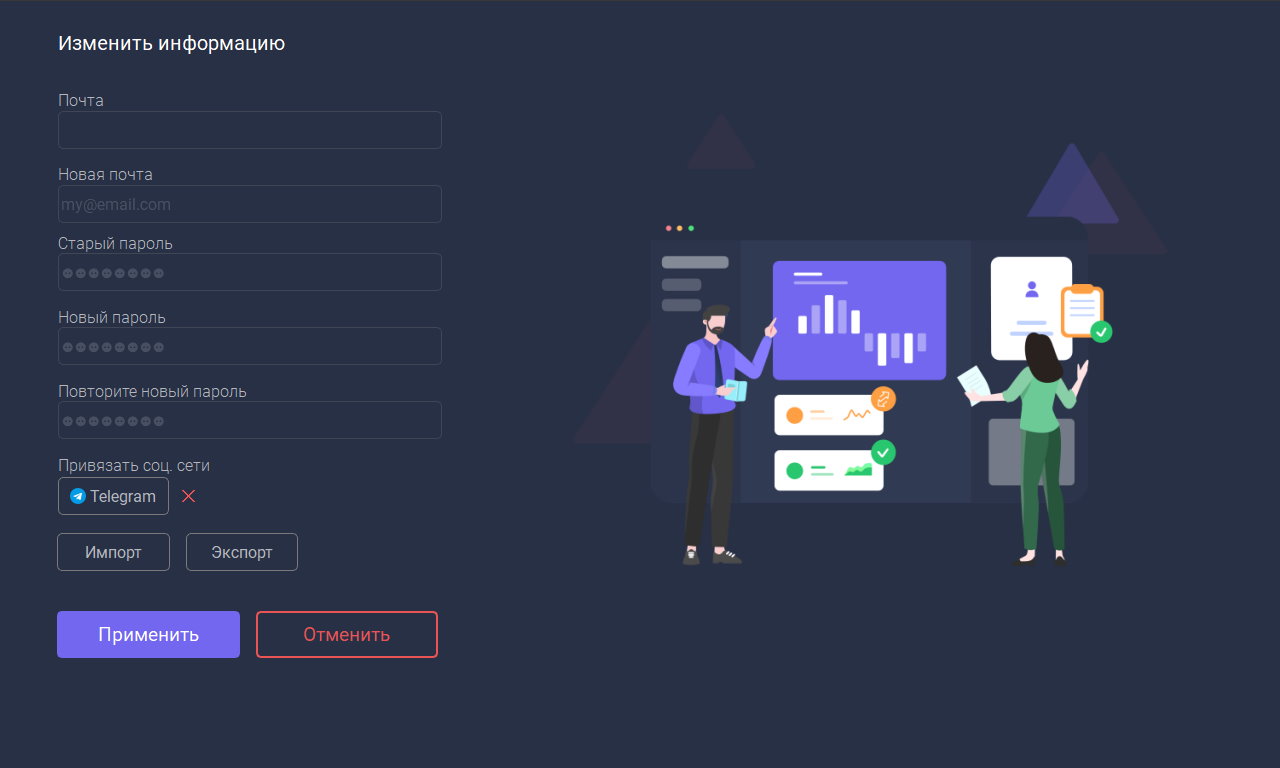 Изменить информацию
Почта
Новая почта
my@email.com
Старый пароль
Новый пароль
Повторите новый пароль
Привязать соц. сети
Telegram
Импорт Экспорт
Применить Отменить